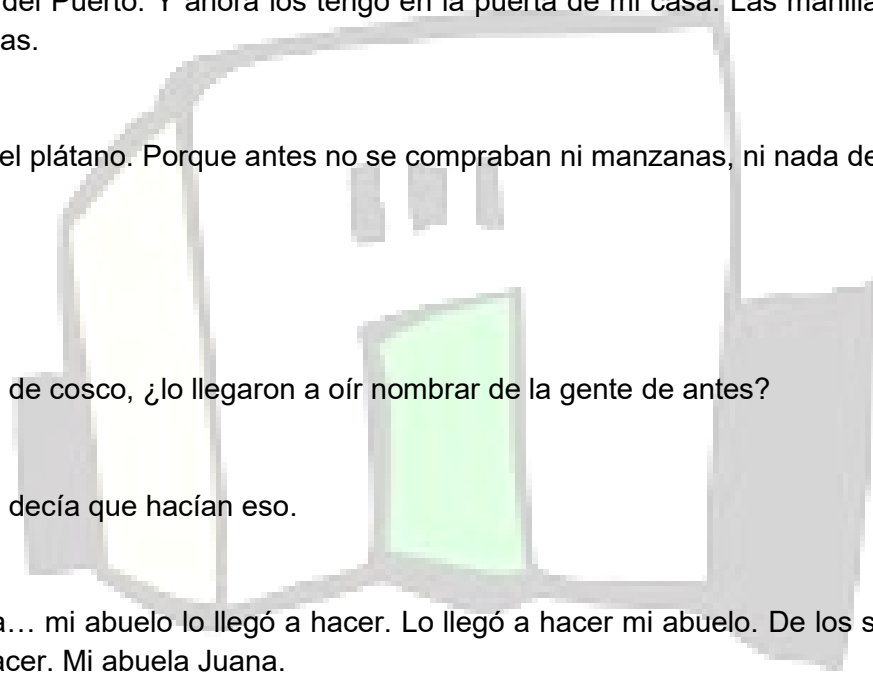 del Puerto. Y ahora los tengo en la puerta de mi casa. Las manilla
as.
el plátano. Porque antes no se compraban ni manzanas, ni nada de
de cosco, ¿lo llegaron a oír nombrar de la gente de antes?
decía que hacían eso.
a… mi abuelo lo llegó a hacer. Lo llegó a hacer mi abuelo. De los s
acer. Mi abuela Juana.